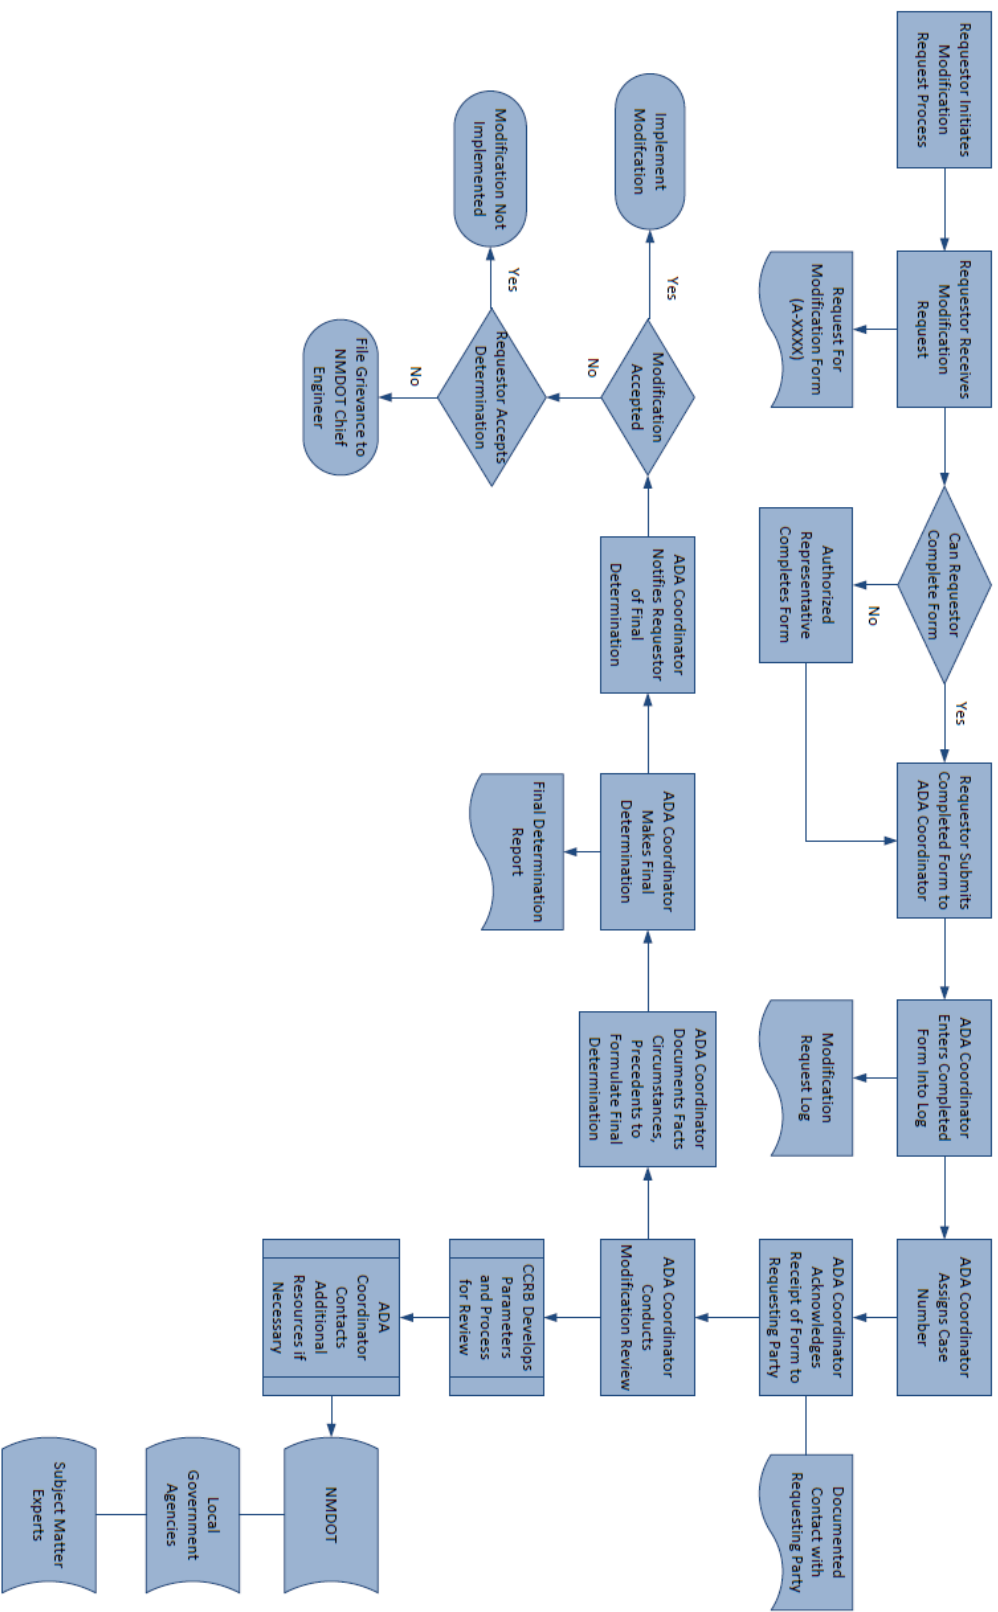 Requestor Initiates
Modification
Request Process
Requestor Receives
Modification
Request
Request For
Modification Form
(A-XXXX)
Can Requestor
Complete Form
No
Yes
Authorized
Representative
Completes Form
Requestor Submits
Completed Form to
ADA Coordinator
ADA Coordinator
Enters Completed
Form Into Log
Modification
Request Log
ADA Coordinator
Assigns Case
Number
ADA Coordinator
Acknowledges
Receipt of Form to
Requesting Party
Documented
Contact with
Requesting Party
ADA Coordinator
Conducts
Modification Review
CCRB Develops
Parameters
and Process
for Review
ADA
Coordinator
Contacts
Additional
Resources if
Necessary
NMDOT
Local
Government
Agencies
Subject Matter
Experts
ADA Coordinator
Documents Facts
Circumstances,
Precedents to
Formulate Final
Determination
ADA Coordinator
Makes Final
Determination
Final Determination
Report
ADA Coordinator
Notifies Requestor
of Final
Determination
Modification
Accepted
Yes
No
Implement
Modifcation
Requestor Accepts
Determination
Yes
No
Modification Not
Implemented
File Grievance to
NMDOT Chief
Engineer